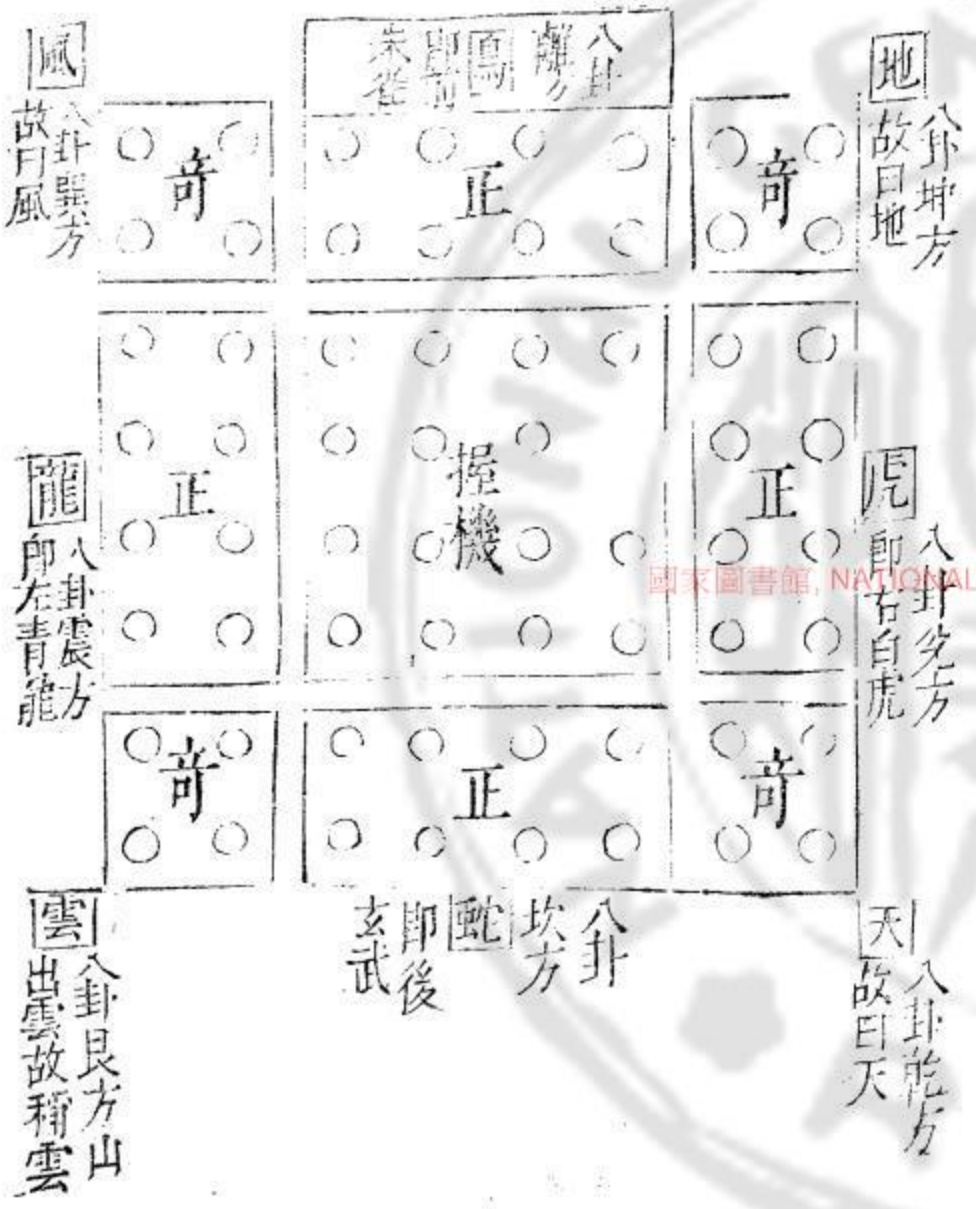 八卦
離方
鳥
即前
朱雀
地
八卦坤方
故曰地
風
八卦巽方
故曰風
奇
正
奇
虎
八卦兌方
即右白虎
正
握機
正
龍
八卦震方
即左青龍
國家圖書館, NATIONAL
奇
正
奇
天
八卦乾方
故曰天
八卦
坎方
蛇
即後
玄武
雲
八卦艮方山
出雲故稱雲